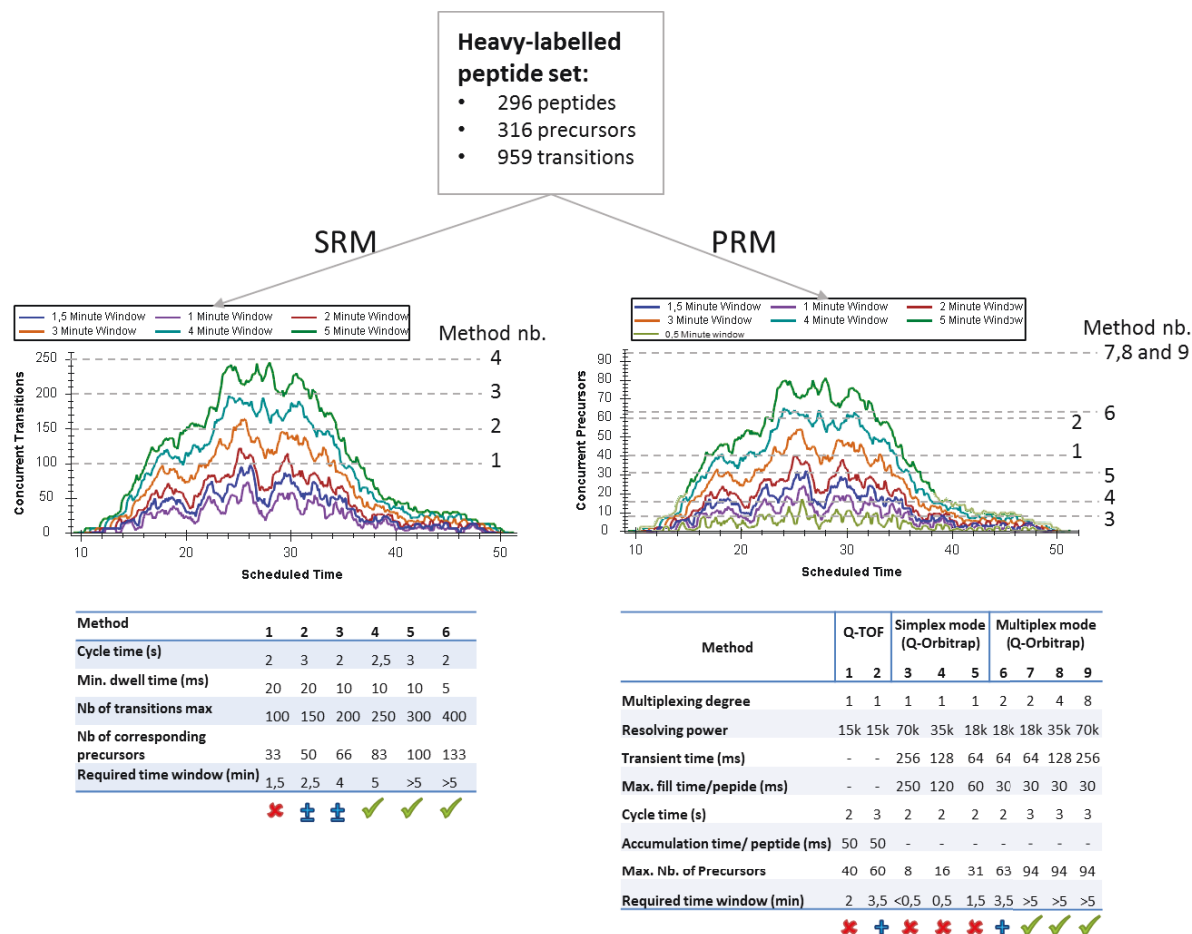 Heavy-labelled
peptide set:
• 296 peptides
• 316 precursors
• 959 transitions
SRM
PRM
1,5 Minute Window 1 Minute Window 2 Minute Window
3 Minute Window 4 Minute Window 5 Minute Window
Method nb.
250
200
150
100
50
0
Concurrent Transitions
4
3
2
1
10 20 30 40 50
Scheduled Time
1,5 Minute Window 1 Minute Window 2 Minute Window
3 Minute Window 4 Minute Window 5 Minute Window
0,5 Minute window
Method nb.
7,8 and 9
90
80
70
60
50
40
30
20
10
0
Concurrent Precursors
6
2
1
5
4
3
10 20 30 40 50
Scheduled Time
Method 1 2 3 4 5 6
Cycle time (s) 2 3 2 2,5 3 2
Min. dwell time (ms) 20 20 10 10 10 5
Nb of transitions max 100 150 200 250 300 400
Nb of corresponding
precursors 33 50 66 83 100 133
Required time window (min) 1,5 2,5 4 5 >5 >5
Method Q-TOF Simplex mode Multiplex mode
(Q-Orbitrap) (Q-Orbitrap)
1 2 3 4 5 6 7 8 9
Multiplexing degree 1 1 1 1 1 2 2 4 8
Resolving power 15k 15k 70k 35k 18k 18k 18k 35k 70k
Transient time (ms) - - 256 128 64 64 64 128 256
Max. fill time/pepide (ms) - - 250 120 60 30 30 30 30
Cycle time (s) 2 3 2 2 2 2 3 3 3
Accumulation time/ peptide (ms) 50 50 - - - - - - -
Max. Nb. of Precursors 40 60 8 16 31 63 94 94 94
Required time window (min) 2 3,5 <0,5 0,5 1,5 3,5 >5 >5 >5